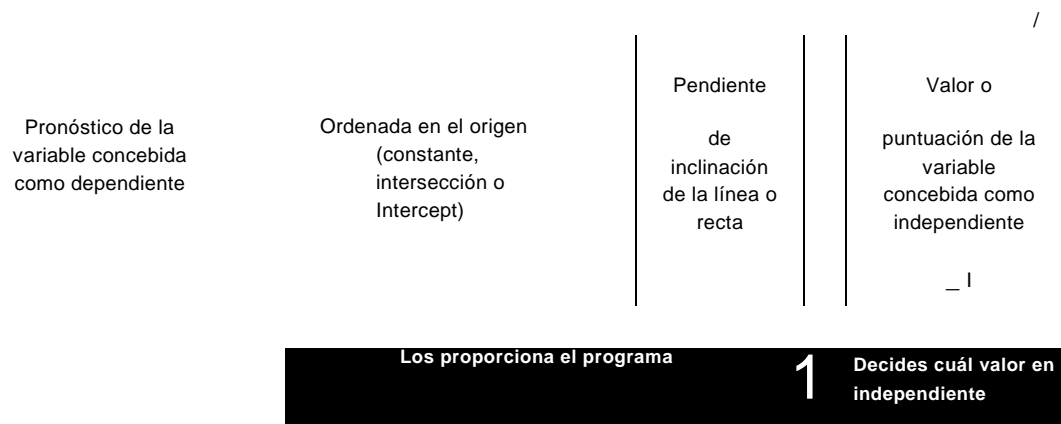 /
Pronóstico de la
variable concebida
como dependiente
Ordenada en el origen
(constante,
intersección o
Intercept)
Pendiente
de
inclinación
de la línea o
recta
Valor o
puntuación de la
variable
concebida como
independiente
_ I
Los proporciona el programa
1
Decides cuál valor en
independiente